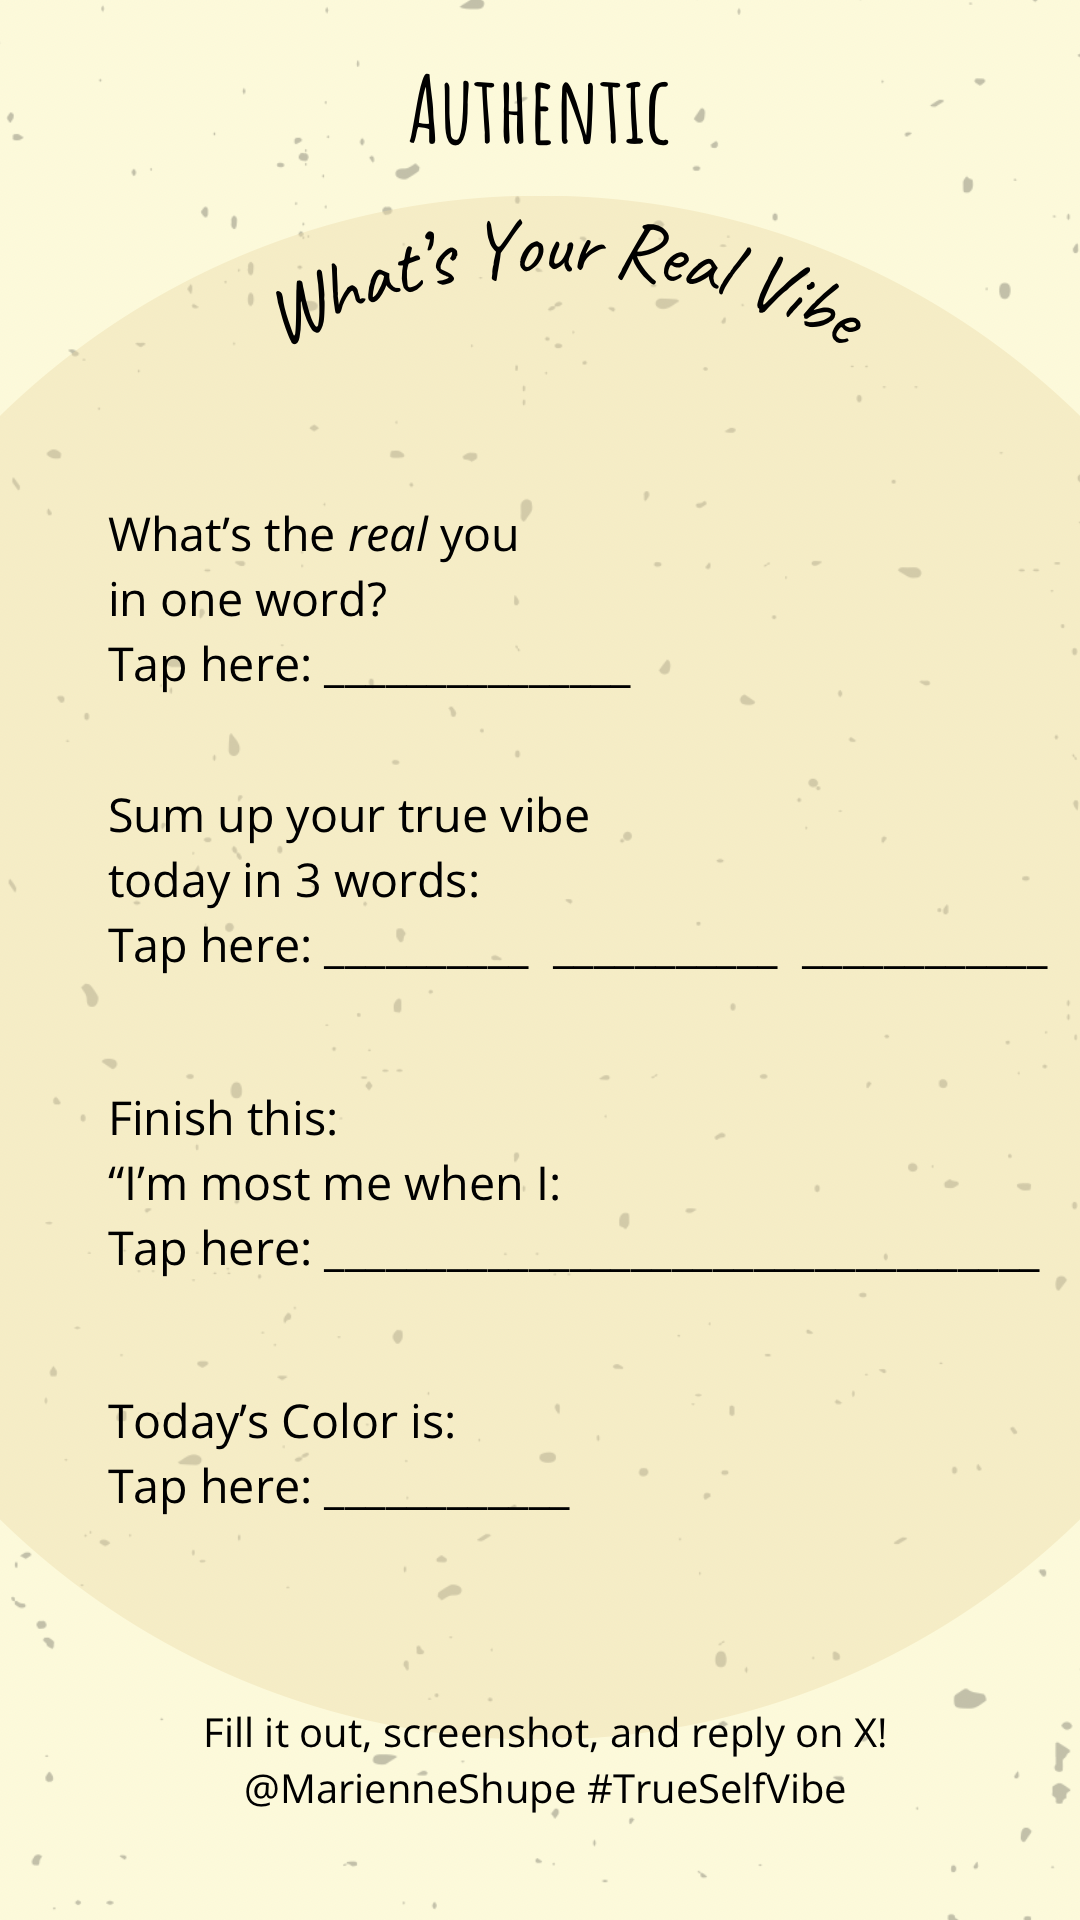 AUTHENTIC
What's Your Real Vibe
What's the real you
in one word?
Tap here: _______________
Sum up your true vibe
today in 3 words:
Tap here: __________ ___________ ____________
Finish this:
“I'm most me when I:
Tap here: ___________________________________
Today's Color is:
Tap here: ____________
Fill it out, screenshot, and reply on X!
@MarienneShupe #TrueSelfVibe